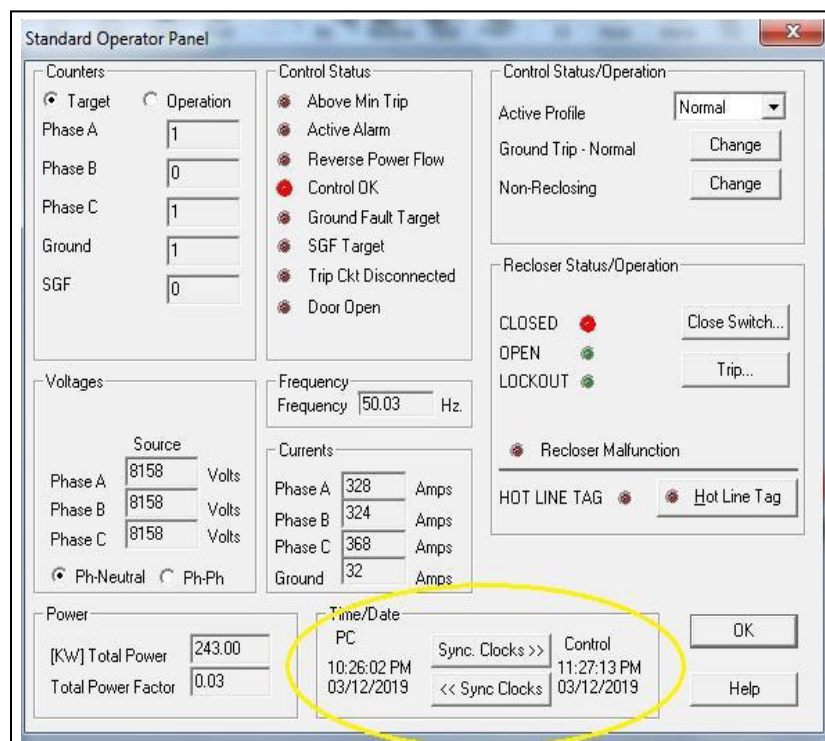 Standard Operator Panel
Counters
Target Operation
Phase A 1
Phase B 0
Phase C 1
Ground 1
SGF 0
Control Status
Above Min Trip
Active Alarm
Reverse Power Flow
Control OK
Ground Fault Target
SGF Target
Trip Ckt Disconnected
Door Open
Control Status/Operation
Active Profile Normal
Ground Trip - Normal Change
Non-Reclosing Change
Recloser Status/Operation
CLOSED Close Switch...
OPEN
LOCKOUT Trip...
Recloser Malfunction
HOT LINE TAG Hot Line Tag
Voltages
Source
Phase A 8158 Volts
Phase B 8158 Volts
Phase C 8158 Volts
Ph-Neutral Ph-Ph
Frequency
Frequency 50.03 Hz.
Currents
Phase A 328 Amps
Phase B 324 Amps
Phase C 368 Amps
Ground 32 Amps
Power
[KW] Total Power 243.00
Total Power Factor 0.03
Time/Date
PC Sync. Clocks >> Control
10:26:02 PM 11:27:13 PM
03/12/2019 << Sync Clocks 03/12/2019
OK
Help